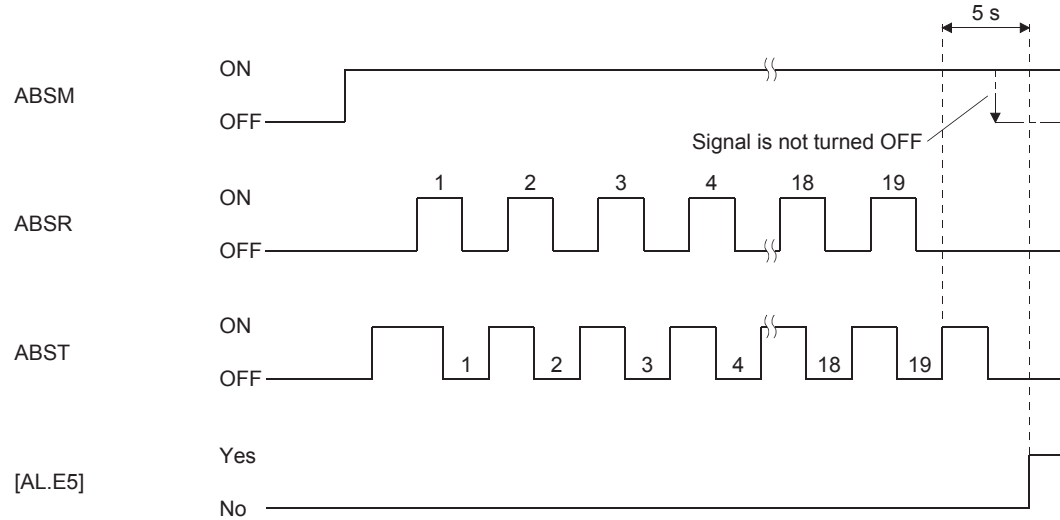 5 s
ABSM
ON
OFF
Signal is not turned OFF
ABSR
ON
OFF
1 2 3 4 18 19
ABST
ON
OFF
1 2 3 4 18 19
[AL.E5]
Yes
No